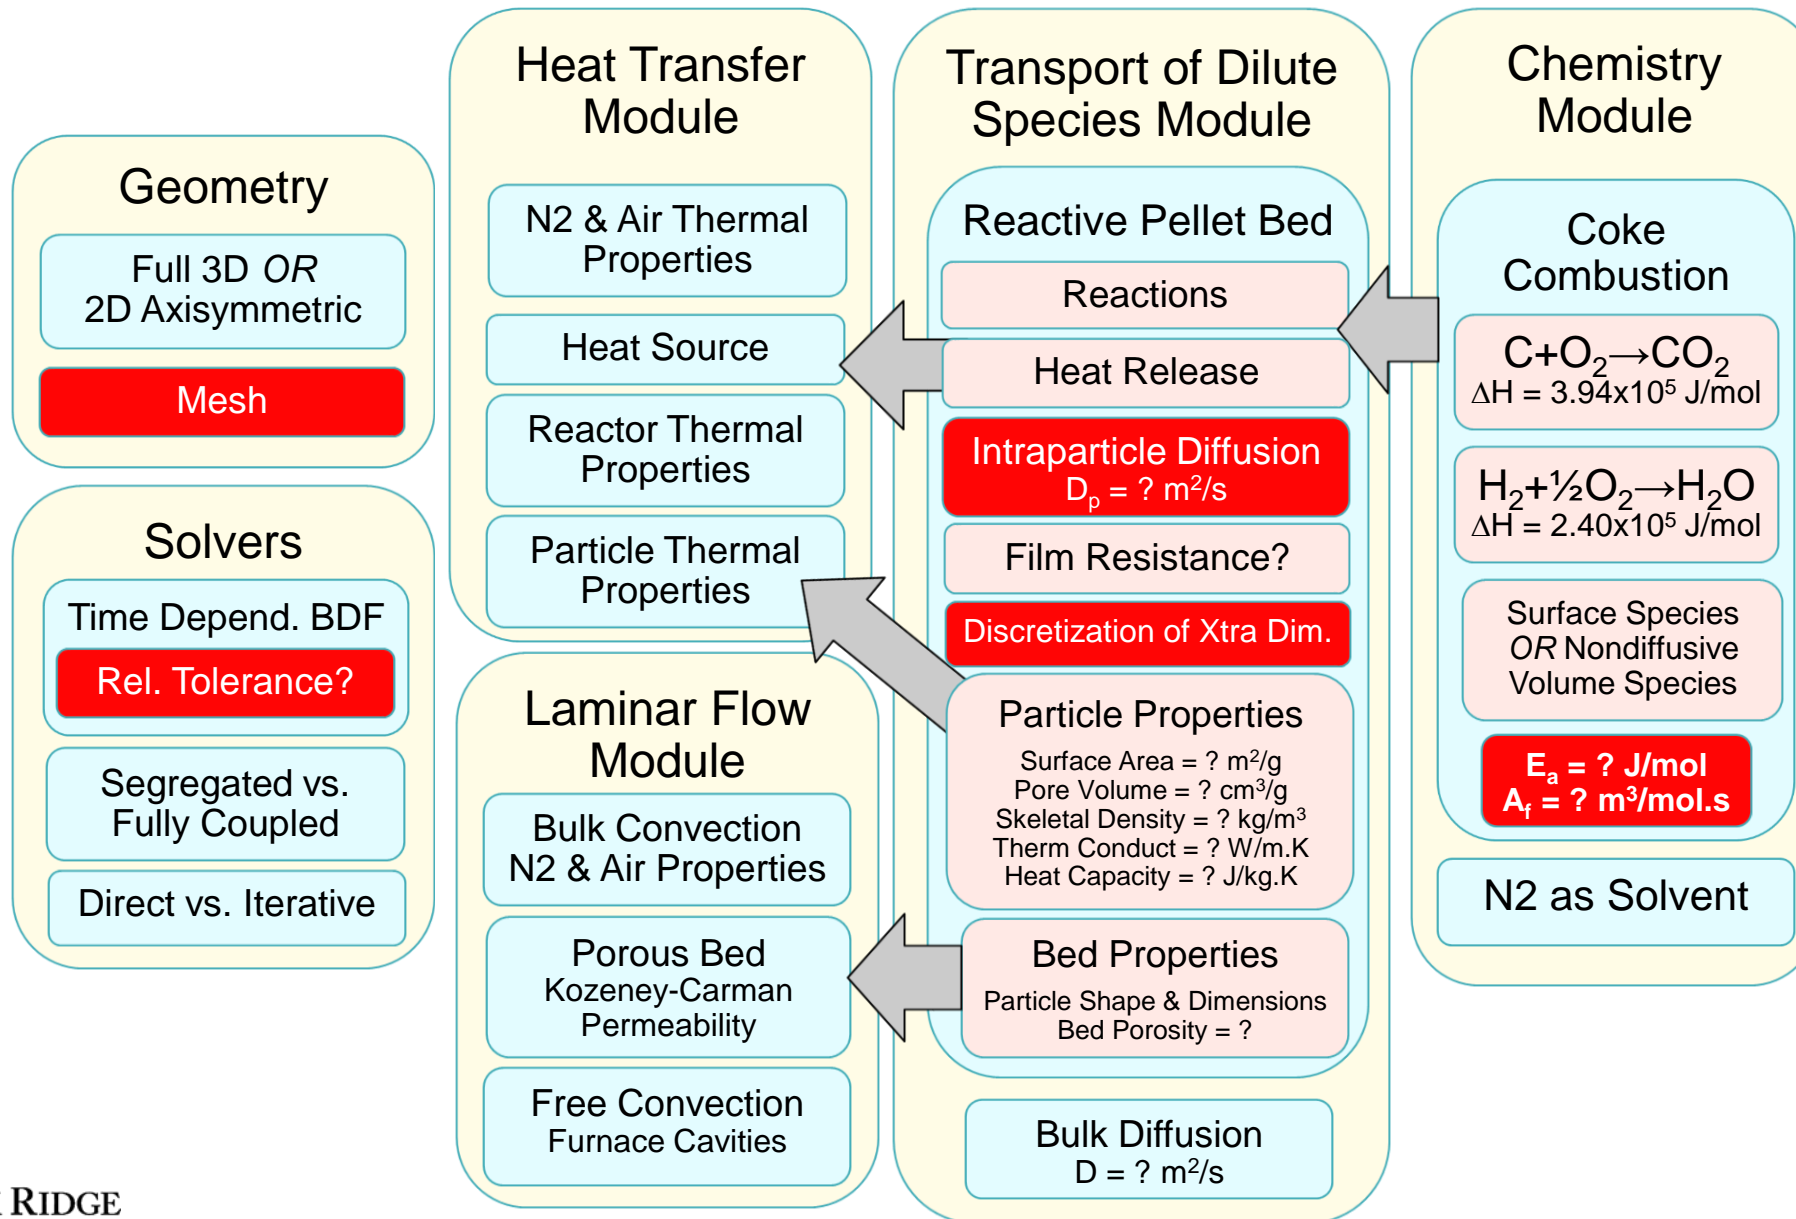 Geometry
Full 3D OR
2D Axisymmetric
Mesh
Solvers
Time Depend. BDF
Rel. Tolerance?
Segregated vs.
Fully Coupled
Direct vs. Iterative
Heat Transfer
Module
N2 & Air Thermal
Properties
Heat Source
Reactor Thermal
Properties
Particle Thermal
Properties
Laminar Flow
Module
Bulk Convection
N2 & Air Properties
Porous Bed
Kozeney-Carman
Permeability
Free Convection
Furnace Cavities
Transport of Dilute
Species Module
Reactive Pellet Bed
Reactions
Heat Release
Intraparticle Diffusion
Dₚ = ? m²/s
Film Resistance?
Discretization of Xtra Dim.
Particle Properties
Surface Area = ? m²/g
Pore Volume = ? cm³/g
Skeletal Density = ? kg/m³
Therm Conduct = ? W/m.K
Heat Capacity = ? J/kg.K
Bed Properties
Particle Shape & Dimensions
Bed Porosity = ?
Bulk Diffusion
D = ? m²/s
Chemistry
Module
Coke
Combustion
C+O₂→CO₂
ΔH = 3.94x10⁵ J/mol
H₂+½O₂→H₂O
ΔH = 2.40x10⁵ J/mol
Surface Species
OR Nondiffusive
Volume Species
Eₐ = ? J/mol
A_f = ? m³/mol.s
N2 as Solvent
RIDGE